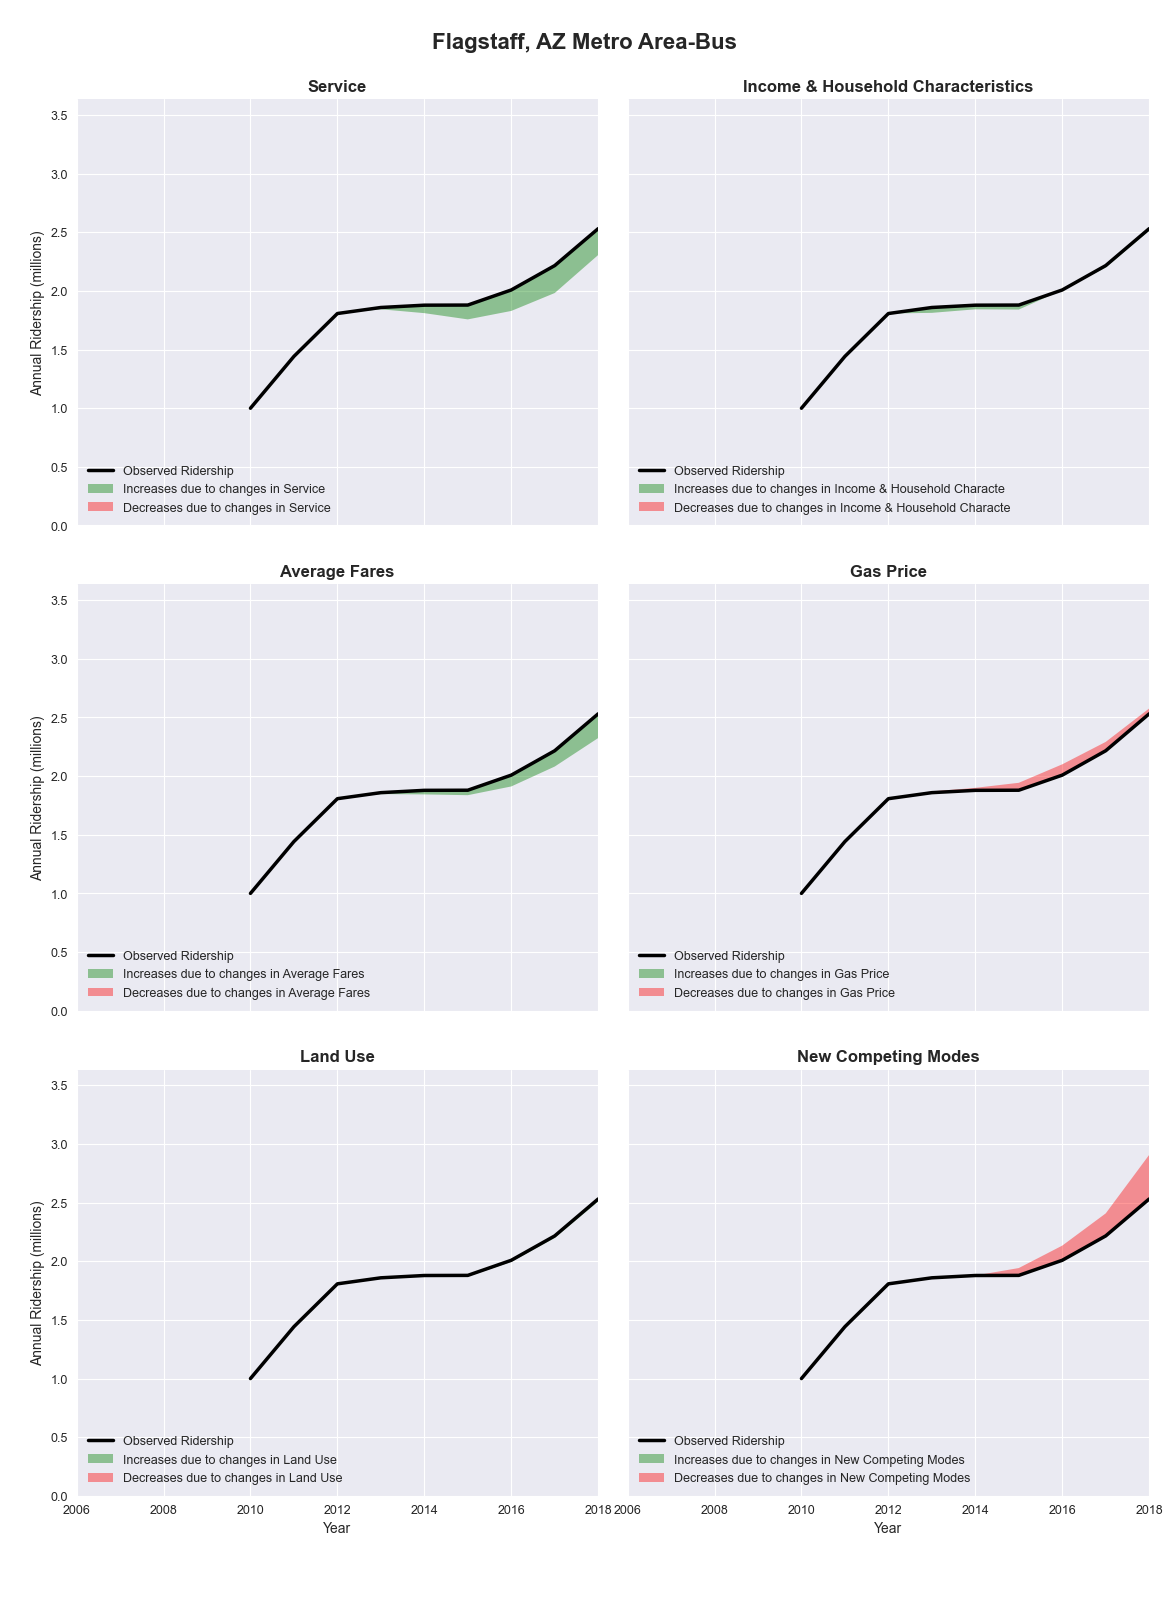 Flagstaff, AZ Metro Area-Bus
Service
Income & Household Characteristics
3.5
3.0
2.5
2.0
1.5
1.0
0.5
0.0
Annual Ridership (millions)
Observed Ridership
Increases due to changes in Service
Decreases due to changes in Service
Observed Ridership
Increases due to changes in Income & Household Characte
Decreases due to changes in Income & Household Characte
Average Fares
Gas Price
3.5
3.0
2.5
2.0
1.5
1.0
0.5
0.0
Annual Ridership (millions)
Observed Ridership
Increases due to changes in Average Fares
Decreases due to changes in Average Fares
Observed Ridership
Increases due to changes in Gas Price
Decreases due to changes in Gas Price
Land Use
New Competing Modes
3.5
3.0
2.5
2.0
1.5
1.0
0.5
0.0
Annual Ridership (millions)
Observed Ridership
Increases due to changes in Land Use
Decreases due to changes in Land Use
Observed Ridership
Increases due to changes in New Competing Modes
Decreases due to changes in New Competing Modes
2006 2008 2010 2012 2014 2016 2018
2006 2008 2010 2012 2014 2016 2018
Year
Year